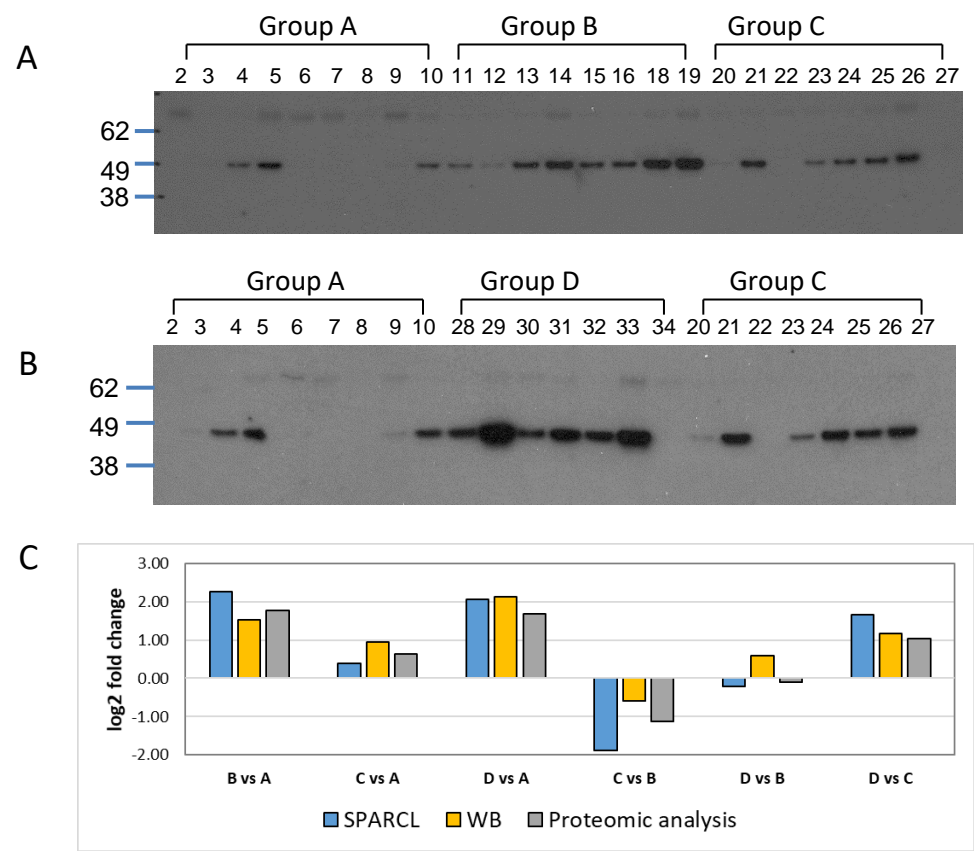 A
Group A Group B Group C
2 3 4 5 6 7 8 9 10 11 12 13 14 15 16 18 19 20 21 22 23 24 25 26 27
62
49
38
B
Group A Group D Group C
2 3 4 5 6 7 8 9 10 28 29 30 31 32 33 34 20 21 22 23 24 25 26 27
62
49
38
C
log2 fold change
3.00
2.00
1.00
0.00
-1.00
-2.00
B vs A C vs A D vs A C vs B D vs B D vs C
SPARCL WB Proteomic analysis